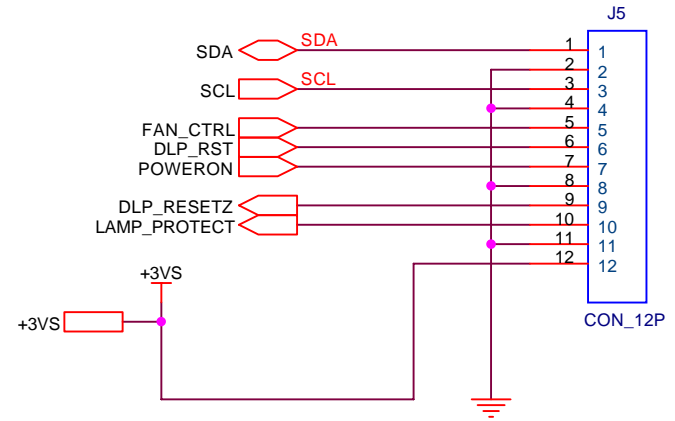 J5
SDA SDA 1 1
2 2
SCL SCL 3 3
4 4
FAN_CTRL 5 5
DLP_RST 6 6
POWERON 7 7
8 8
DLP_RESETZ 9 9
LAMP_PROTECT 10 10
11 11
12 12
+3VS
+3VS
CON_12P